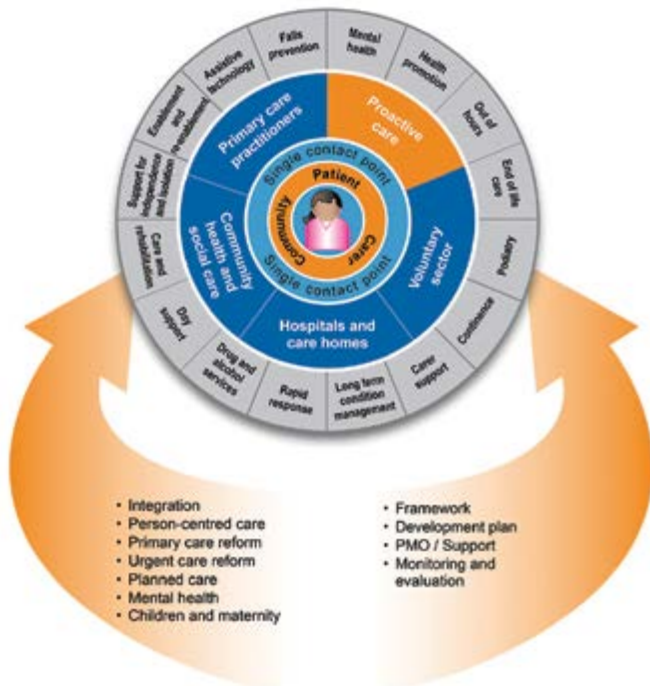 Falls
prevention
Mental
health
Health
promotion
Out of
hours
End of life
care
Podiatry
Continence
Carer
support
Long term
condition
management
Rapid
response
Drug and
alcohol
services
Day
support
Care and
rehabilitation
Support for
independence
and isolation
Enablement
and
re-enablement
Assistive
technology
Primary care
practitioners
Proactive
care
Voluntary
sector
Hospitals and
care homes
Community
health and
social care
Single contact point
Single contact point
Patient
Carer
Community
• Integration
• Person-centred care
• Primary care reform
• Urgent care reform
• Planned care
• Mental health
• Children and maternity
• Framework
• Development plan
• PMO / Support
• Monitoring and
evaluation